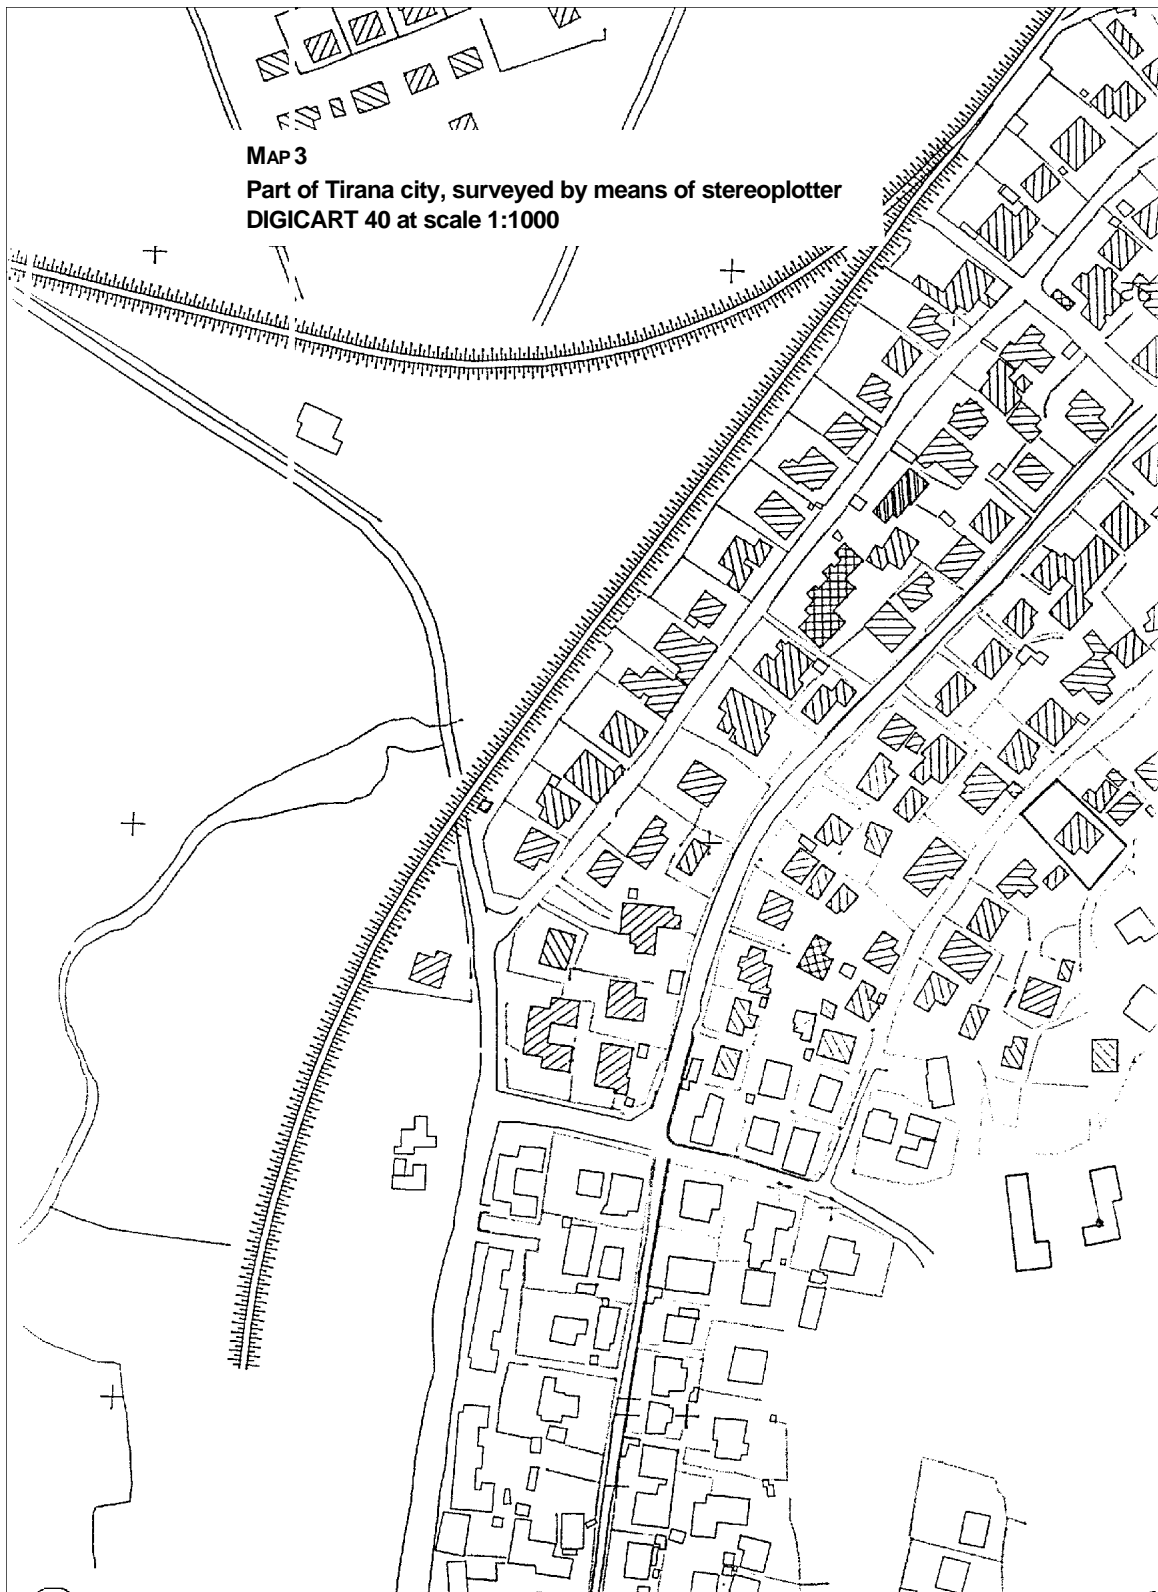 MAP 3
Part of Tirana city, surveyed by means of stereoplotter
DIGICART 40 at scale 1:1000